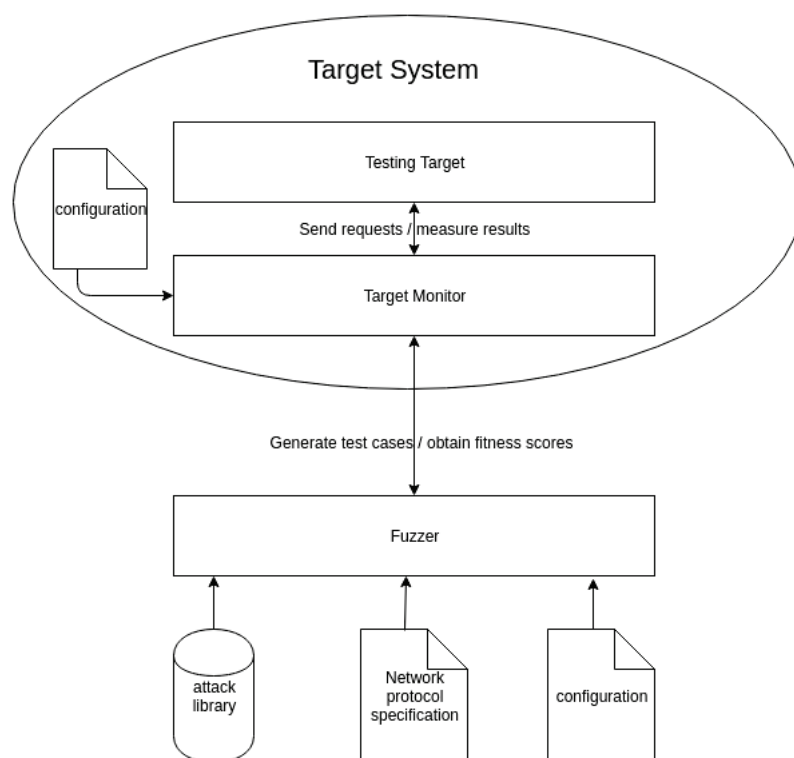 Target System
Testing Target
configuration
Send requests / measure results
Target Monitor
Generate test cases / obtain fitness scores
Fuzzer
attack
library
Network
protocol
specification
configuration